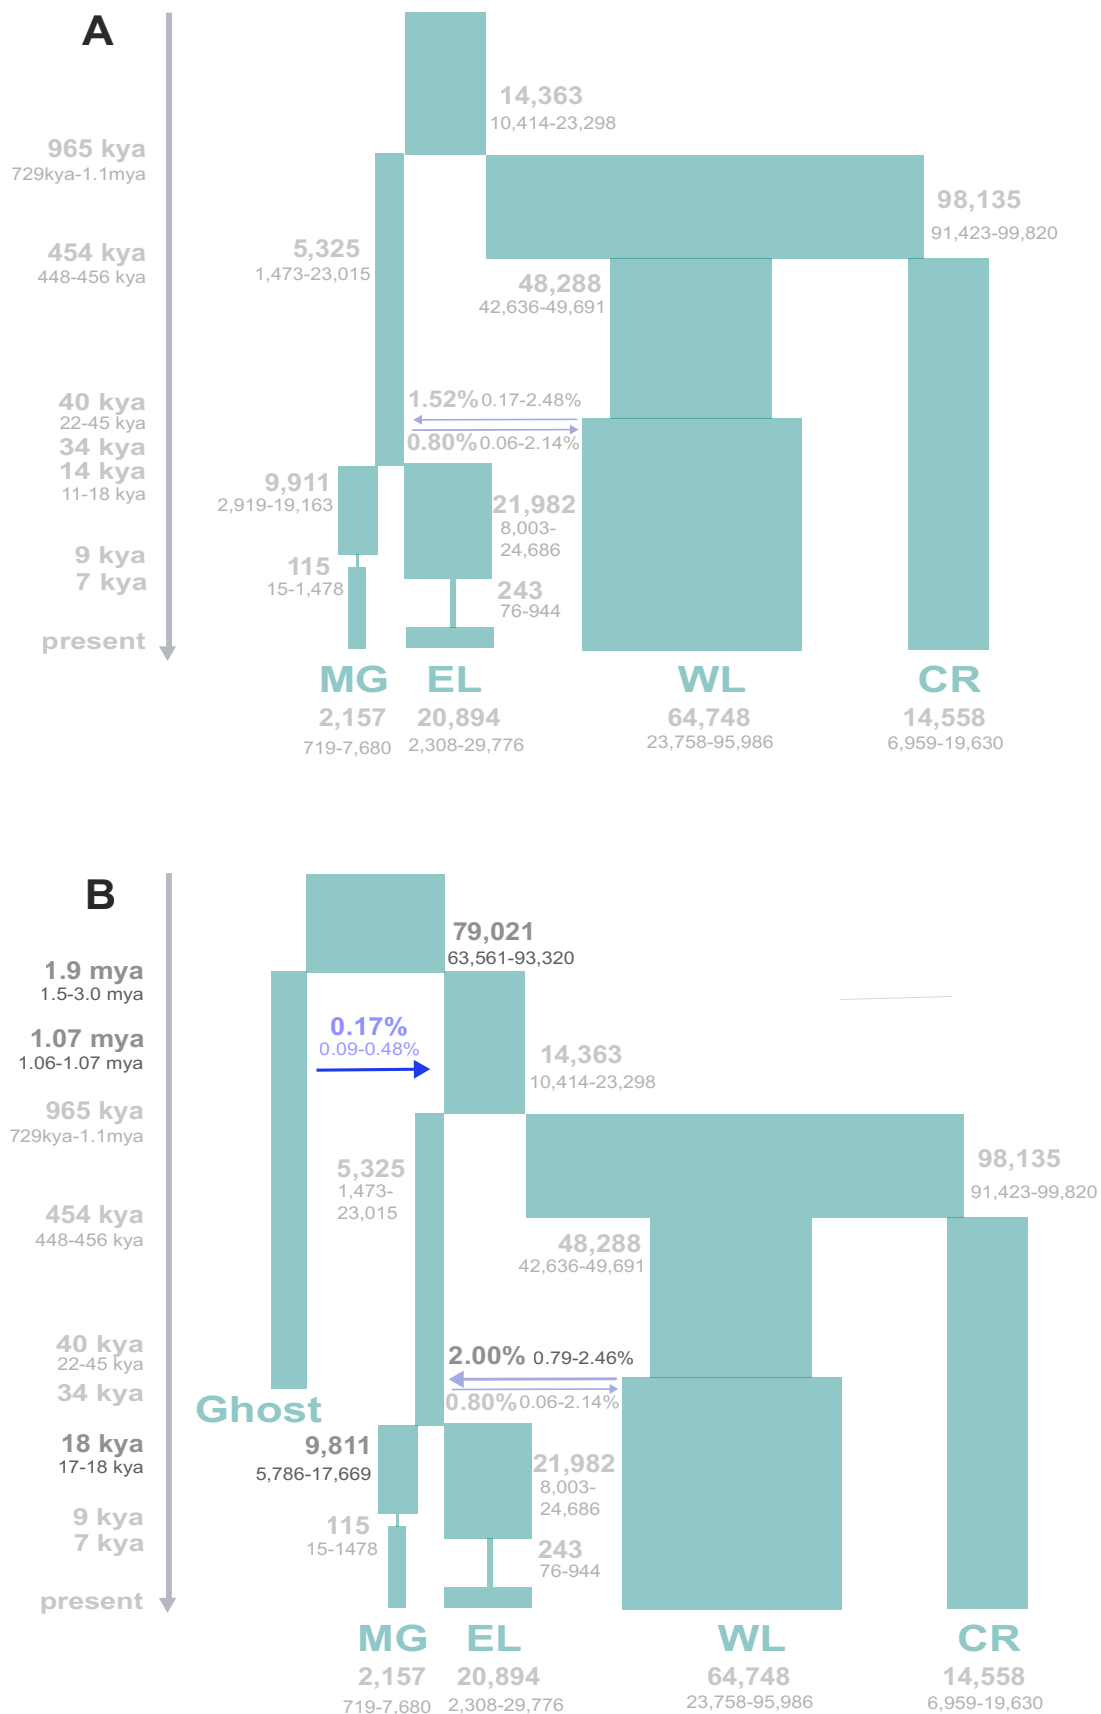 A
14,363
10,414-23,298
965 kya
729kya-1.1mya
98,135
91,423-99,820
5,325
1,473-23,015
454 kya
448-456 kya
48,288
42,636-49,691
1.52% 0.17-2.48%
40 kya
22-45 kya
0.80% 0.06-2.14%
34 kya
14 kya
11-18 kya
9,911
2,919-19,163
21,982
8,003-
24,686
9 kya
7 kya
115
15-1,478
243
76-944
present
MG EL WL CR
2,157 20,894 64,748 14,558
719-7,680 2,308-29,776 23,758-95,986 6,959-19,630
B
79,021
63,561-93,320
1.9 mya
1.5-3.0 mya
0.17%
0.09-0.48%
1.07 mya
1.06-1.07 mya
14,363
10,414-23,298
965 kya
729kya-1.1mya
5,325
1,473-
23,015
98,135
91,423-99,820
454 kya
448-456 kya
48,288
42,636-49,691
40 kya
22-45 kya
2.00% 0.79-2.46%
34 kya
0.80% 0.06-2.14%
Ghost
18 kya
17-18 kya
9,811
5,786-17,669
21,982
8,003-
24,686
9 kya
7 kya
115
15-1478
243
76-944
present
MG EL WL CR
2,157 20,894 64,748 14,558
719-7,680 2,308-29,776 23,758-95,986 6,959-19,630